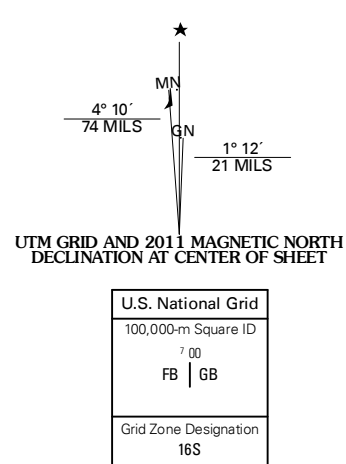 MN
4° 10´
74 MILS
GN
1° 12´
21 MILS
UTM GRID AND 2011 MAGNETIC NORTH
DECLINATION AT CENTER OF SHEET
U.S. National Grid
100,000-m Square ID
7 00
FB GB
Grid Zone Designation
16S